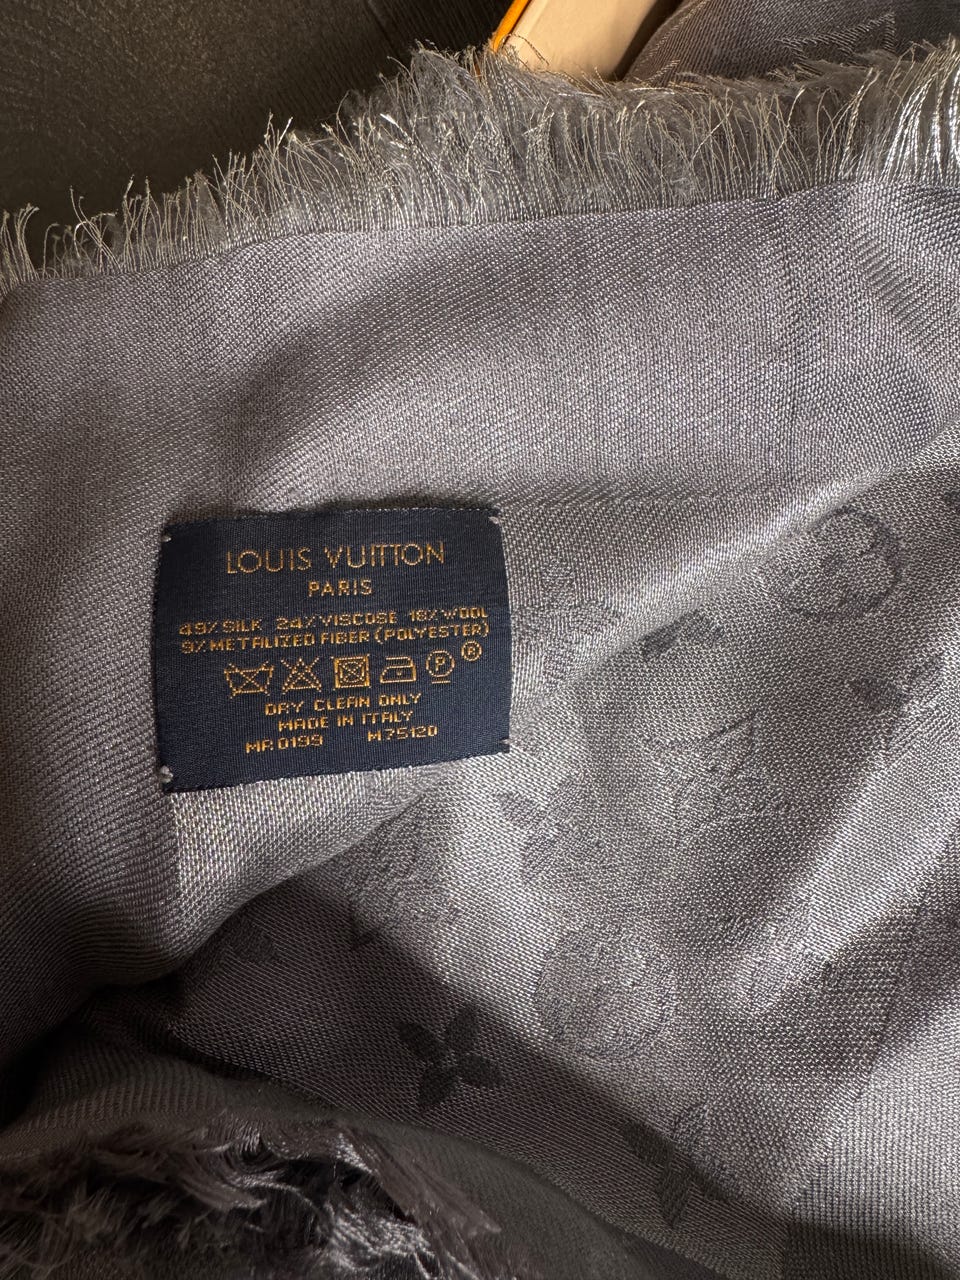 LOUIS VUITTON
PARIS
49% SILK 24% VISCOSE 18% WOOL
9% METALIZED FIBER (POLYESTER)
P ®
DRY CLEAN ONLY
MADE IN ITALY
MP.0199 M75120